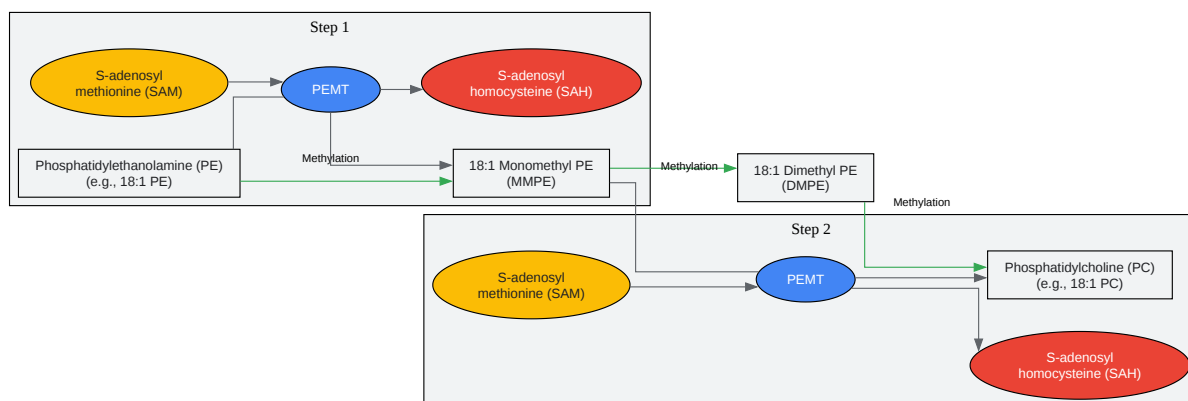 Step 1
S-adenosyl
methionine (SAM)
PEMT
S-adenosyl
homocysteine (SAH)
Methylation
Phosphatidylethanolamine (PE)
(e.g., 18:1 PE)
18:1 Monomethyl PE
(MMPE)
Methylation
18:1 Dimethyl PE
(DMPE)
Methylation
Step 2
S-adenosyl
methionine (SAM)
PEMT
Phosphatidylcholine (PC)
(e.g., 18:1 PC)
S-adenosyl
homocysteine (SAH)